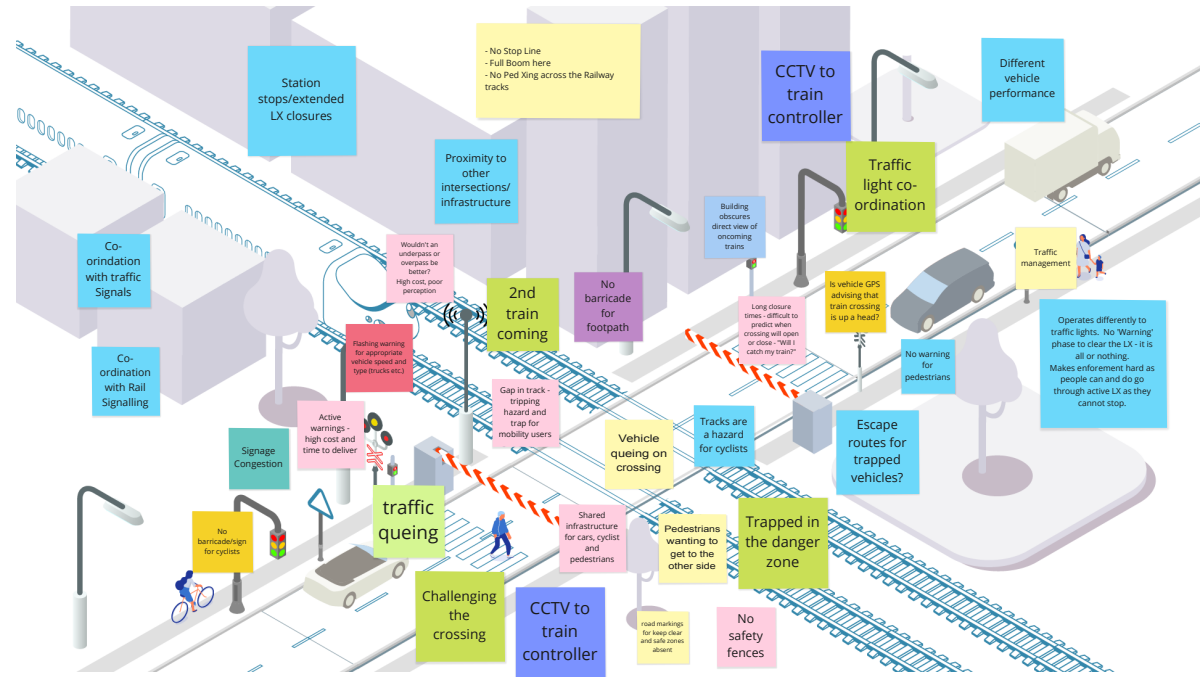 Station
stops/extended
LX closures
- No Stop Line
- Full Boom here
- No Ped Xing across the Railway
tracks
CCTV to
train
controller
Different
vehicle
performance
Proximity to
other
intersections/
infrastructure
Traffic
light co-
ordination
Building
obscures
direct view of
oncoming
trains
Co-
orindation
with traffic
Signals
Wouldn't an
underpass or
overpass be
better?
High cost, poor
perception
2nd
train
coming
No
barricade
for
footpath
Long closure
times - difficult to
predict when
crossing will open
or close - "Will I
catch my train?"
Is vehicle GPS
advising that
train crossing
is up a head?
Traffic
management
Operates differently to
traffic lights. No 'Warning'
phase to clear the LX - it is
all or nothing.
Makes enforement hard as
people can and do go
through active LX as they
cannot stop.
Flashing warning
for appropriate
vehicle speed and
type (trucks etc.)
Co-
ordination
with Rail
Signalling
No warning
for
pedestrians
Gap in track -
tripping
hazard and
trap for
mobility users
Active
warnings -
high cost and
time to deliver
Signage
Congestion
Vehicle
queing on
crossing
Tracks are
a hazard
for cyclists
Escape
routes for
trapped
vehicles?
traffic
queing
No
barricade/sign
for cyclists
Shared
infrastructure
for cars, cyclist
and
pedestrians
Pedestrians
wanting to
get to the
other side
Trapped in
the danger
zone
Challenging
the
crossing
CCTV to
train
controller
road markings
for keep clear
and safe zones
absent
No
safety
fences